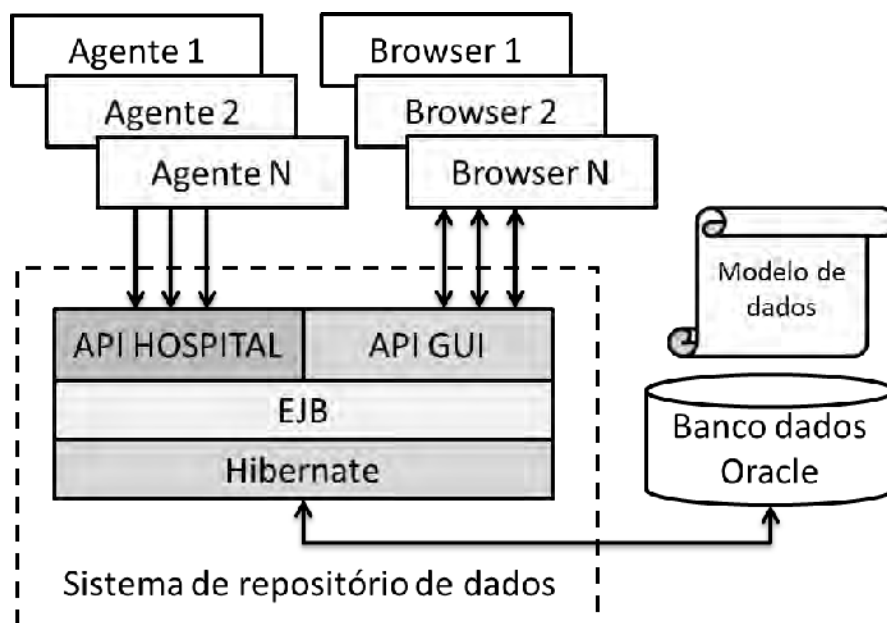 Agente 1
Agente 2
Agente N
Browser 1
Browser 2
Browser N
Modelo de
dados
API HOSPITAL
API GUI
EJB
Hibernate
Banco dados
Oracle
Sistema de repositório de dados